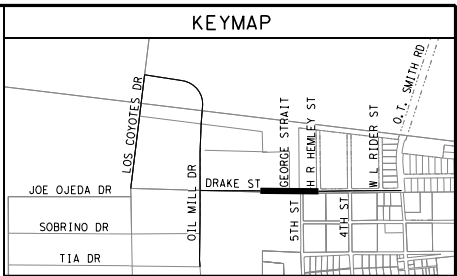 KEYMAP
LOS COYOTES DR
OIL MILL DR
GEORGE STRAIT
H R HEMLEY ST
W L RIDER ST
O. T. SMITH RD
DRAKE ST
JOE OJEDA DR
5TH ST
4TH ST
SOBRINO DR
TIA DR